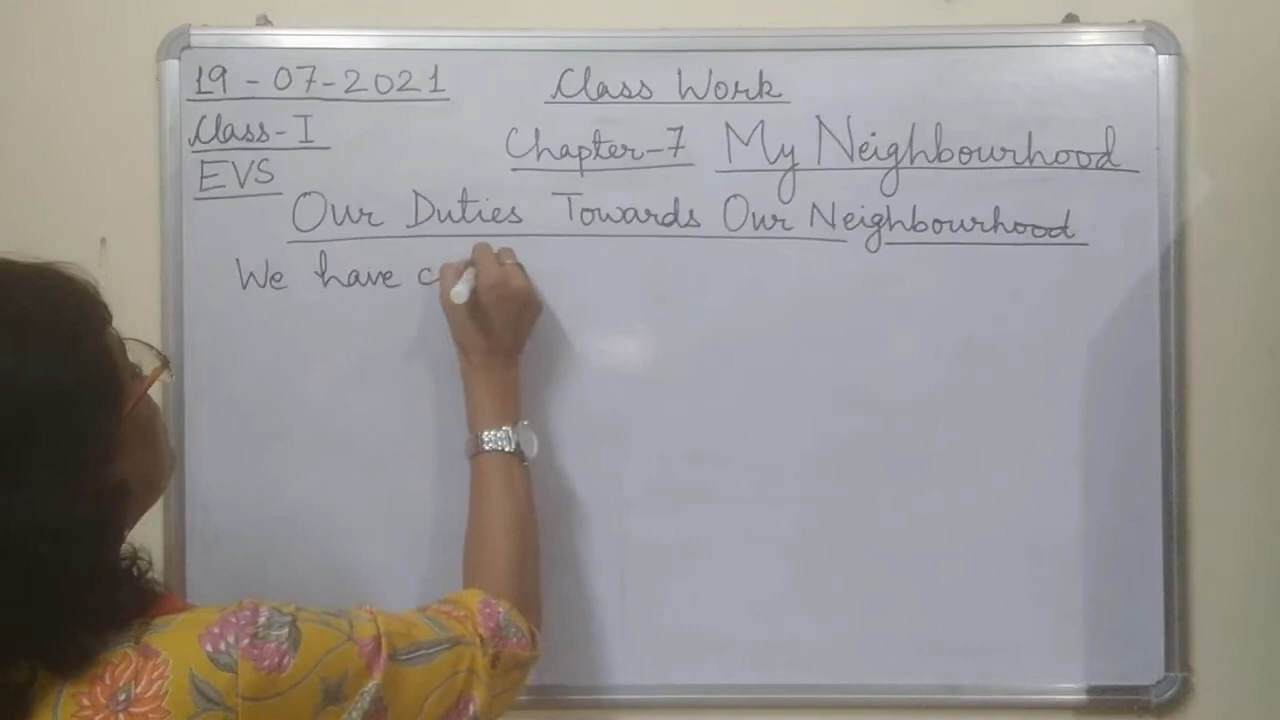 19-07-2021 Class Work
Class-I Chapter-7 My Neighbourhood
EVS
Our Duties Towards Our Neighbourhood
We have